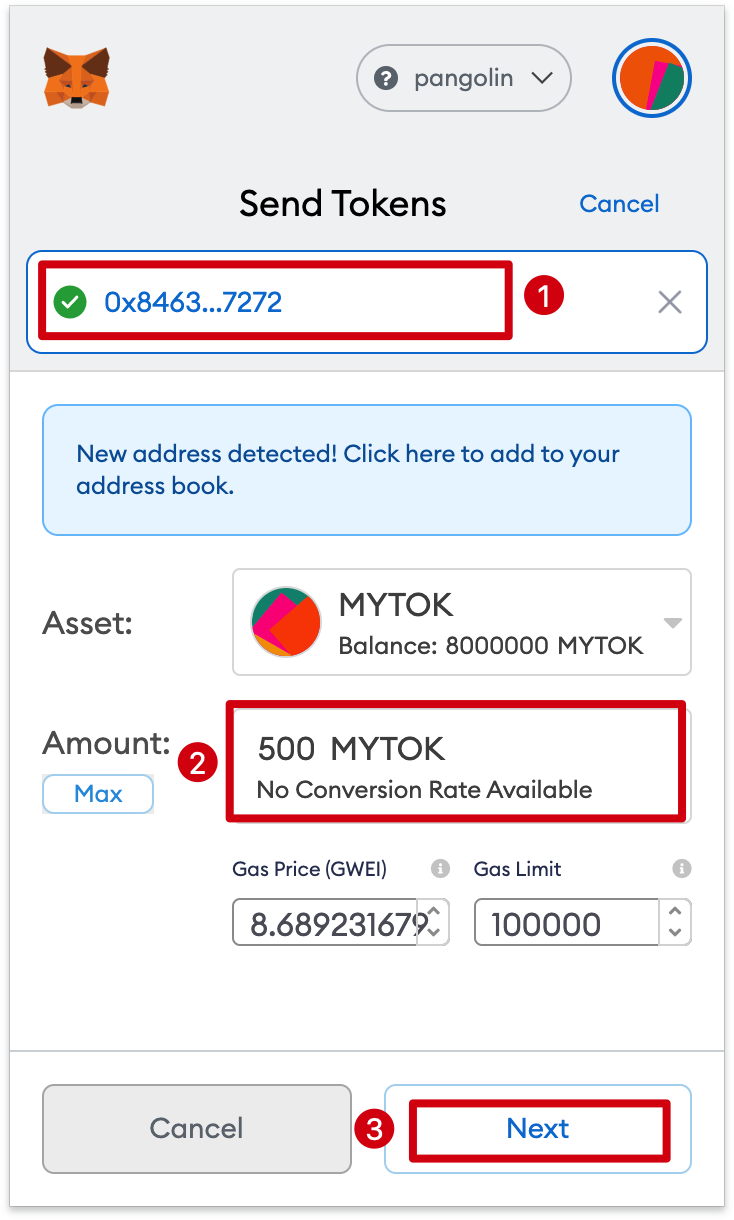 ? pangolin
Send Tokens
Cancel
0x8463...7272
1
New address detected! Click here to add to your
address book.
Asset:
MYTOK
Balance: 8000000 MYTOK
Amount:
2
500 MYTOK
Max
No Conversion Rate Available
Gas Price (GWEI) i
Gas Limit i
8.689231679
100000
Cancel
3
Next